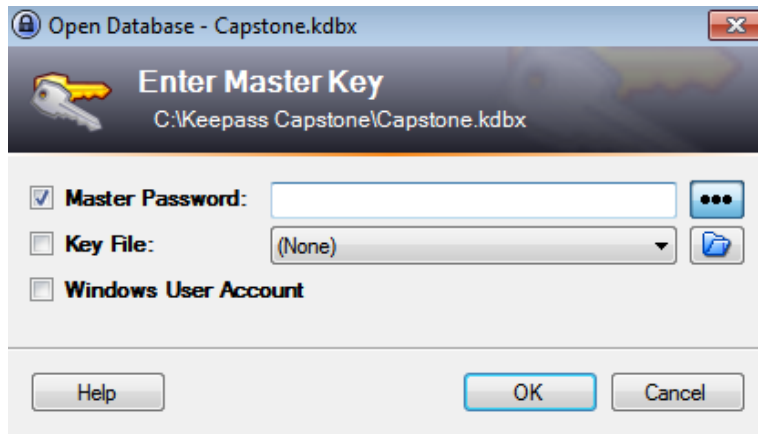 Open Database - Capstone.kdbx
Enter Master Key
C:\Keepass Capstone\Capstone.kdbx
Master Password:
Key File: (None)
Windows User Account
Help OK Cancel